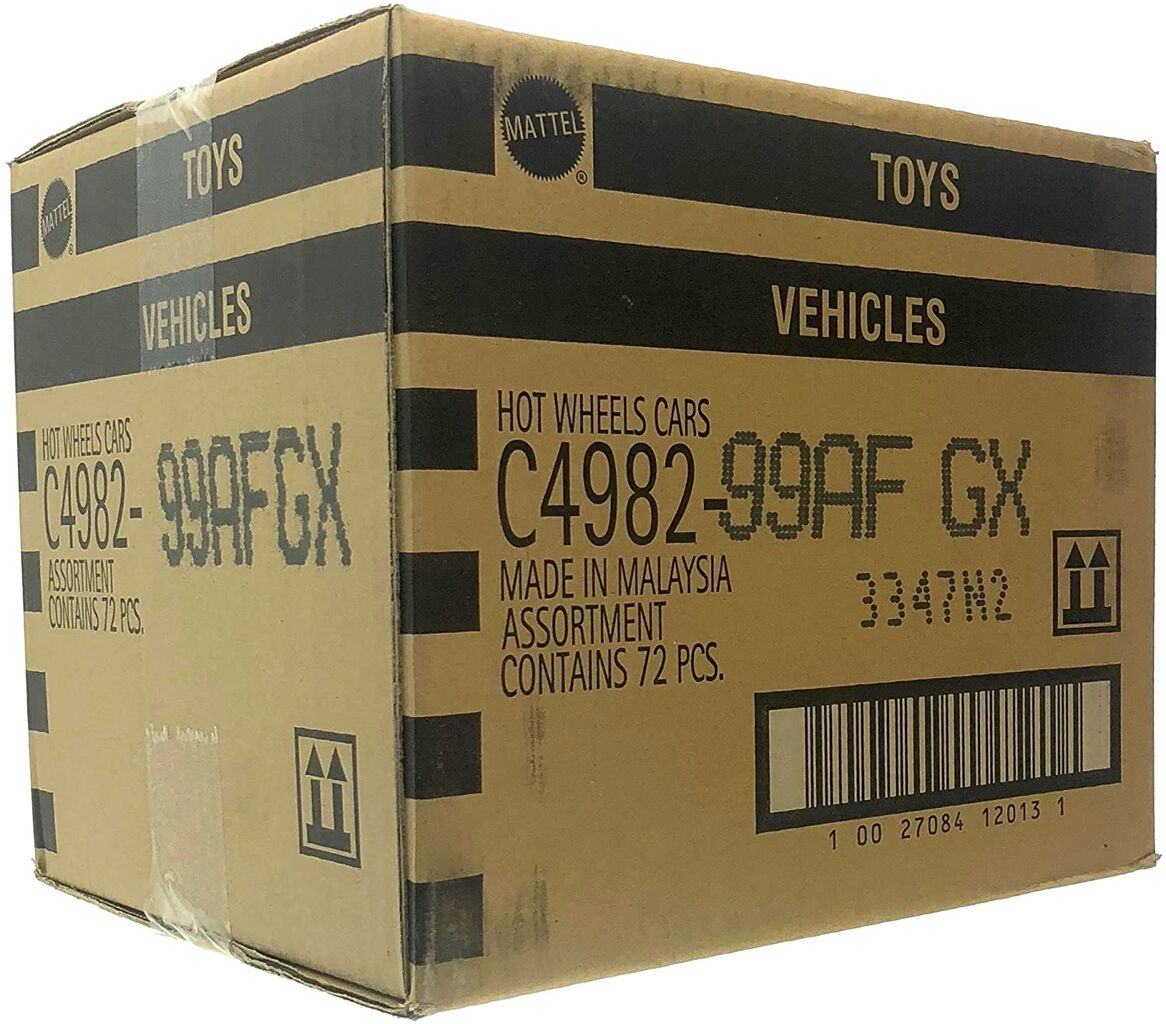 MATTEL
®
TOYS
VEHICLES
HOT WHEELS CARS
C4982-99AFGX
ASSORTMENT
CONTAINS 72 PCS.
MATTEL
®
TOYS
VEHICLES
HOT WHEELS CARS
C4982-99AF GX
MADE IN MALAYSIA
3347H2
ASSORTMENT
CONTAINS 72 PCS.
1 00 27084 12013 1